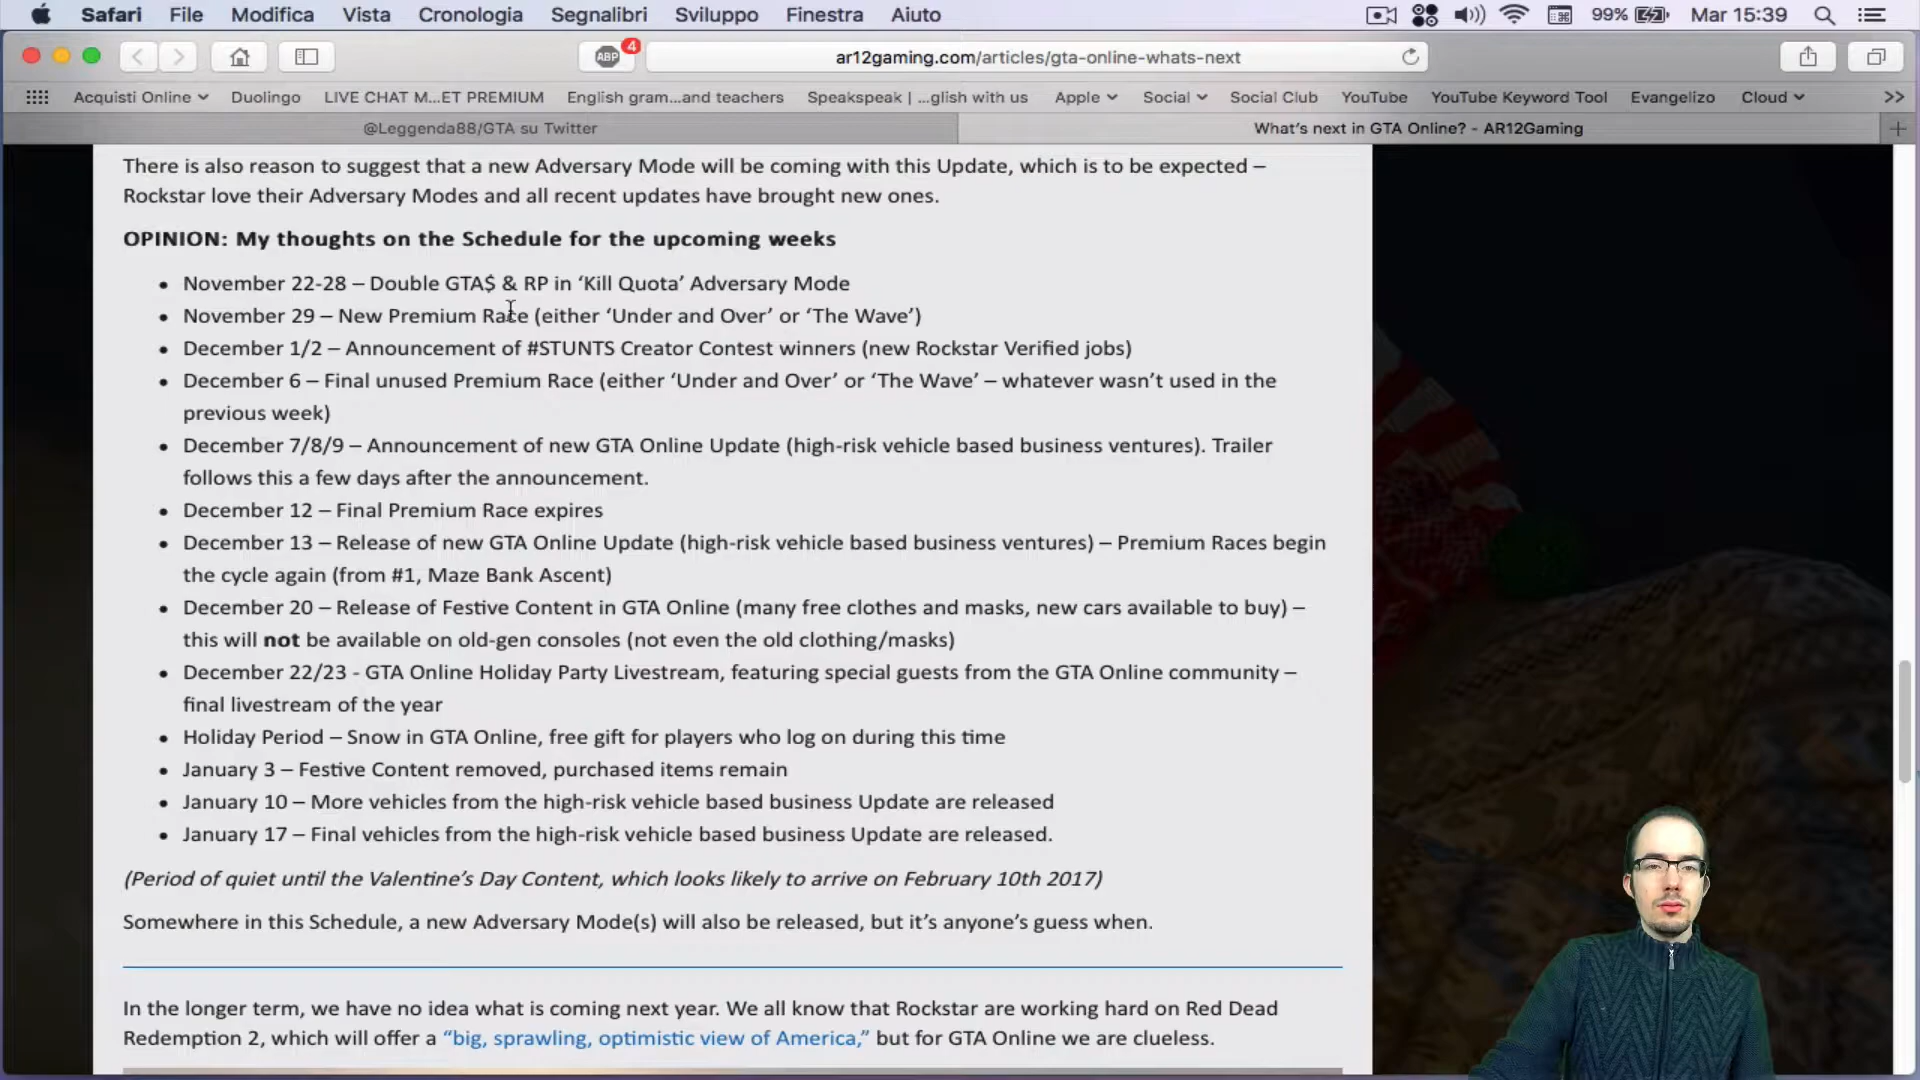 Safari File Modifica Vista Cronologia Segnalibri Sviluppo Finestra Aiuto 99% Mar 15:39
ABP 4 ar12gaming.com/articles/gta-online-whats-next
Acquisti Online Duolingo LIVE CHAT M...ET PREMIUM English gram...and teachers Speakspeak | ...glish with us Apple Social Social Club YouTube YouTube Keyword Tool Evangelizo Cloud >>
@Leggenda88/GTA su Twitter What's next in GTA Online? - AR12Gaming +
There is also reason to suggest that a new Adversary Mode will be coming with this Update, which is to be expected –
Rockstar love their Adversary Modes and all recent updates have brought new ones.
OPINION: My thoughts on the Schedule for the upcoming weeks
• November 22-28 – Double GTA$ & RP in ‘Kill Quota’ Adversary Mode
• November 29 – New Premium Race (either ‘Under and Over’ or ‘The Wave’)
• December 1/2 – Announcement of #STUNTS Creator Contest winners (new Rockstar Verified jobs)
• December 6 – Final unused Premium Race (either ‘Under and Over’ or ‘The Wave’ – whatever wasn’t used in the
previous week)
• December 7/8/9 – Announcement of new GTA Online Update (high-risk vehicle based business ventures). Trailer
follows this a few days after the announcement.
• December 12 – Final Premium Race expires
• December 13 – Release of new GTA Online Update (high-risk vehicle based business ventures) – Premium Races begin
the cycle again (from #1, Maze Bank Ascent)
• December 20 – Release of Festive Content in GTA Online (many free clothes and masks, new cars available to buy) –
this will not be available on old-gen consoles (not even the old clothing/masks)
• December 22/23 - GTA Online Holiday Party Livestream, featuring special guests from the GTA Online community –
final livestream of the year
• Holiday Period – Snow in GTA Online, free gift for players who log on during this time
• January 3 – Festive Content removed, purchased items remain
• January 10 – More vehicles from the high-risk vehicle based business Update are released
• January 17 – Final vehicles from the high-risk vehicle based business Update are released.
(Period of quiet until the Valentine’s Day Content, which looks likely to arrive on February 10th 2017)
Somewhere in this Schedule, a new Adversary Mode(s) will also be released, but it’s anyone’s guess when.
In the longer term, we have no idea what is coming next year. We all know that Rockstar are working hard on Red Dead
Redemption 2, which will offer a “big, sprawling, optimistic view of America,” but for GTA Online we are clueless.